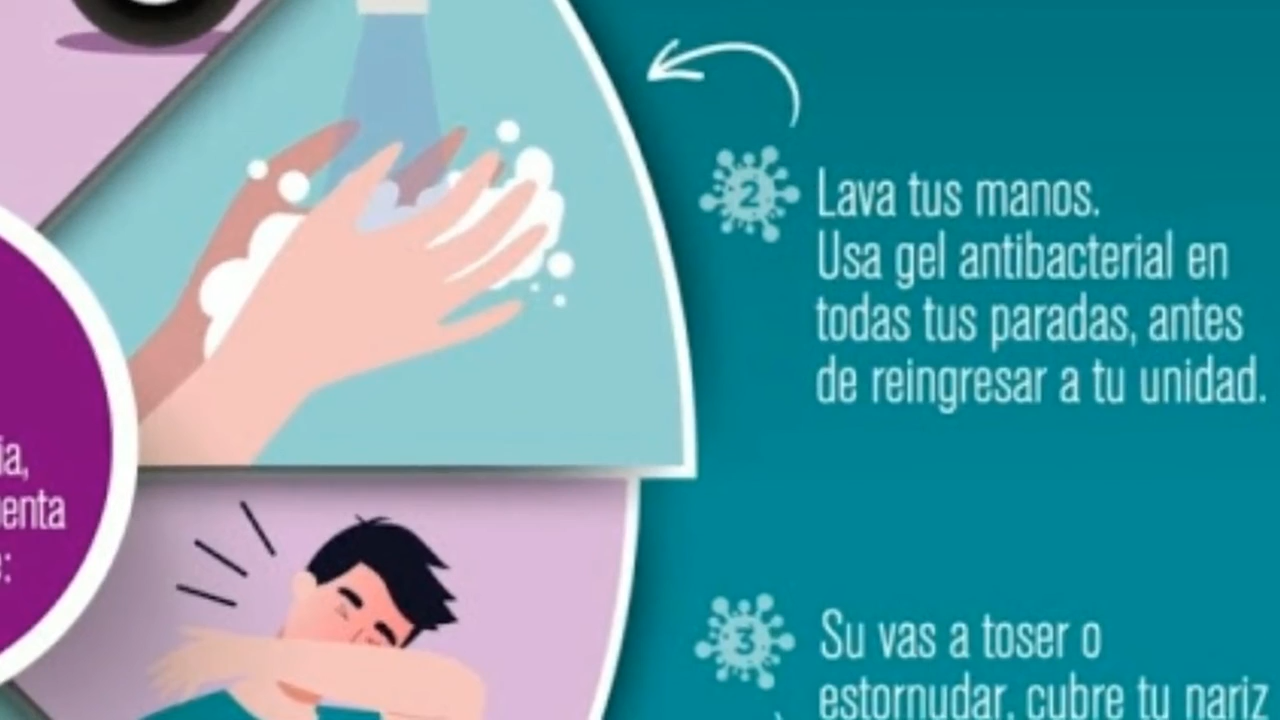 2
Lava tus manos.
Usa gel antibacterial en
todas tus paradas, antes
de reingresar a tu unidad.
3
Su vas a toser o
estornudar, cubre tu nariz